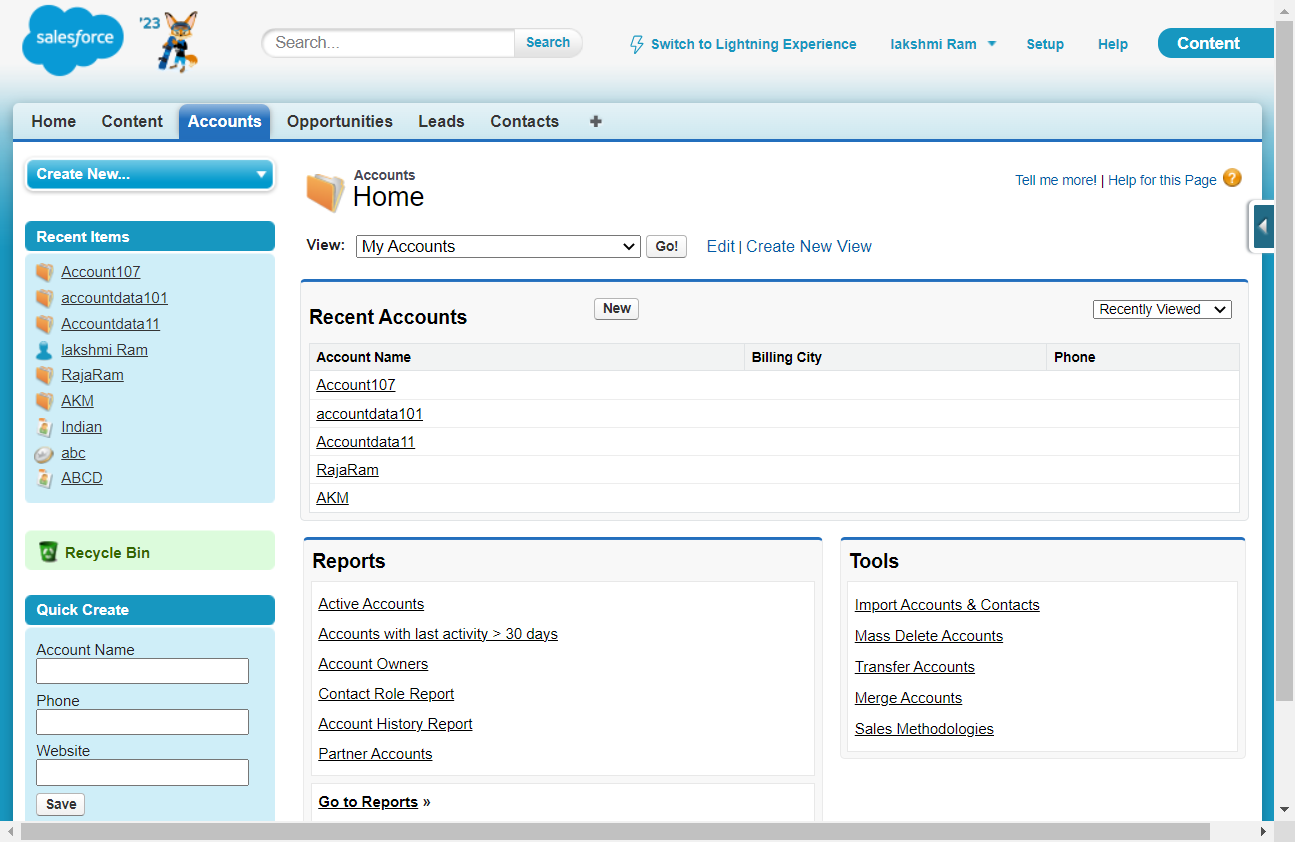 salesforce
'23
Search...
Search
Switch to Lightning Experience
lakshmi Ram
Setup
Help
Content
Home
Content
Accounts
Opportunities
Leads
Contacts
+
Create New...
Accounts
Home
Tell me more! | Help for this Page ?
View: My Accounts Go! Edit | Create New View
Recent Items
Account107
accountdata101
Accountdata11
lakshmi Ram
RajaRam
AKM
Indian
abc
ABCD
Recycle Bin
Quick Create
Account Name
Phone
Website
Save
Recent Accounts
New
Recently Viewed
Account Name Billing City Phone
Account107
accountdata101
Accountdata11
RajaRam
AKM
Reports
Active Accounts
Accounts with last activity > 30 days
Account Owners
Contact Role Report
Account History Report
Partner Accounts
Go to Reports »
Tools
Import Accounts & Contacts
Mass Delete Accounts
Transfer Accounts
Merge Accounts
Sales Methodologies